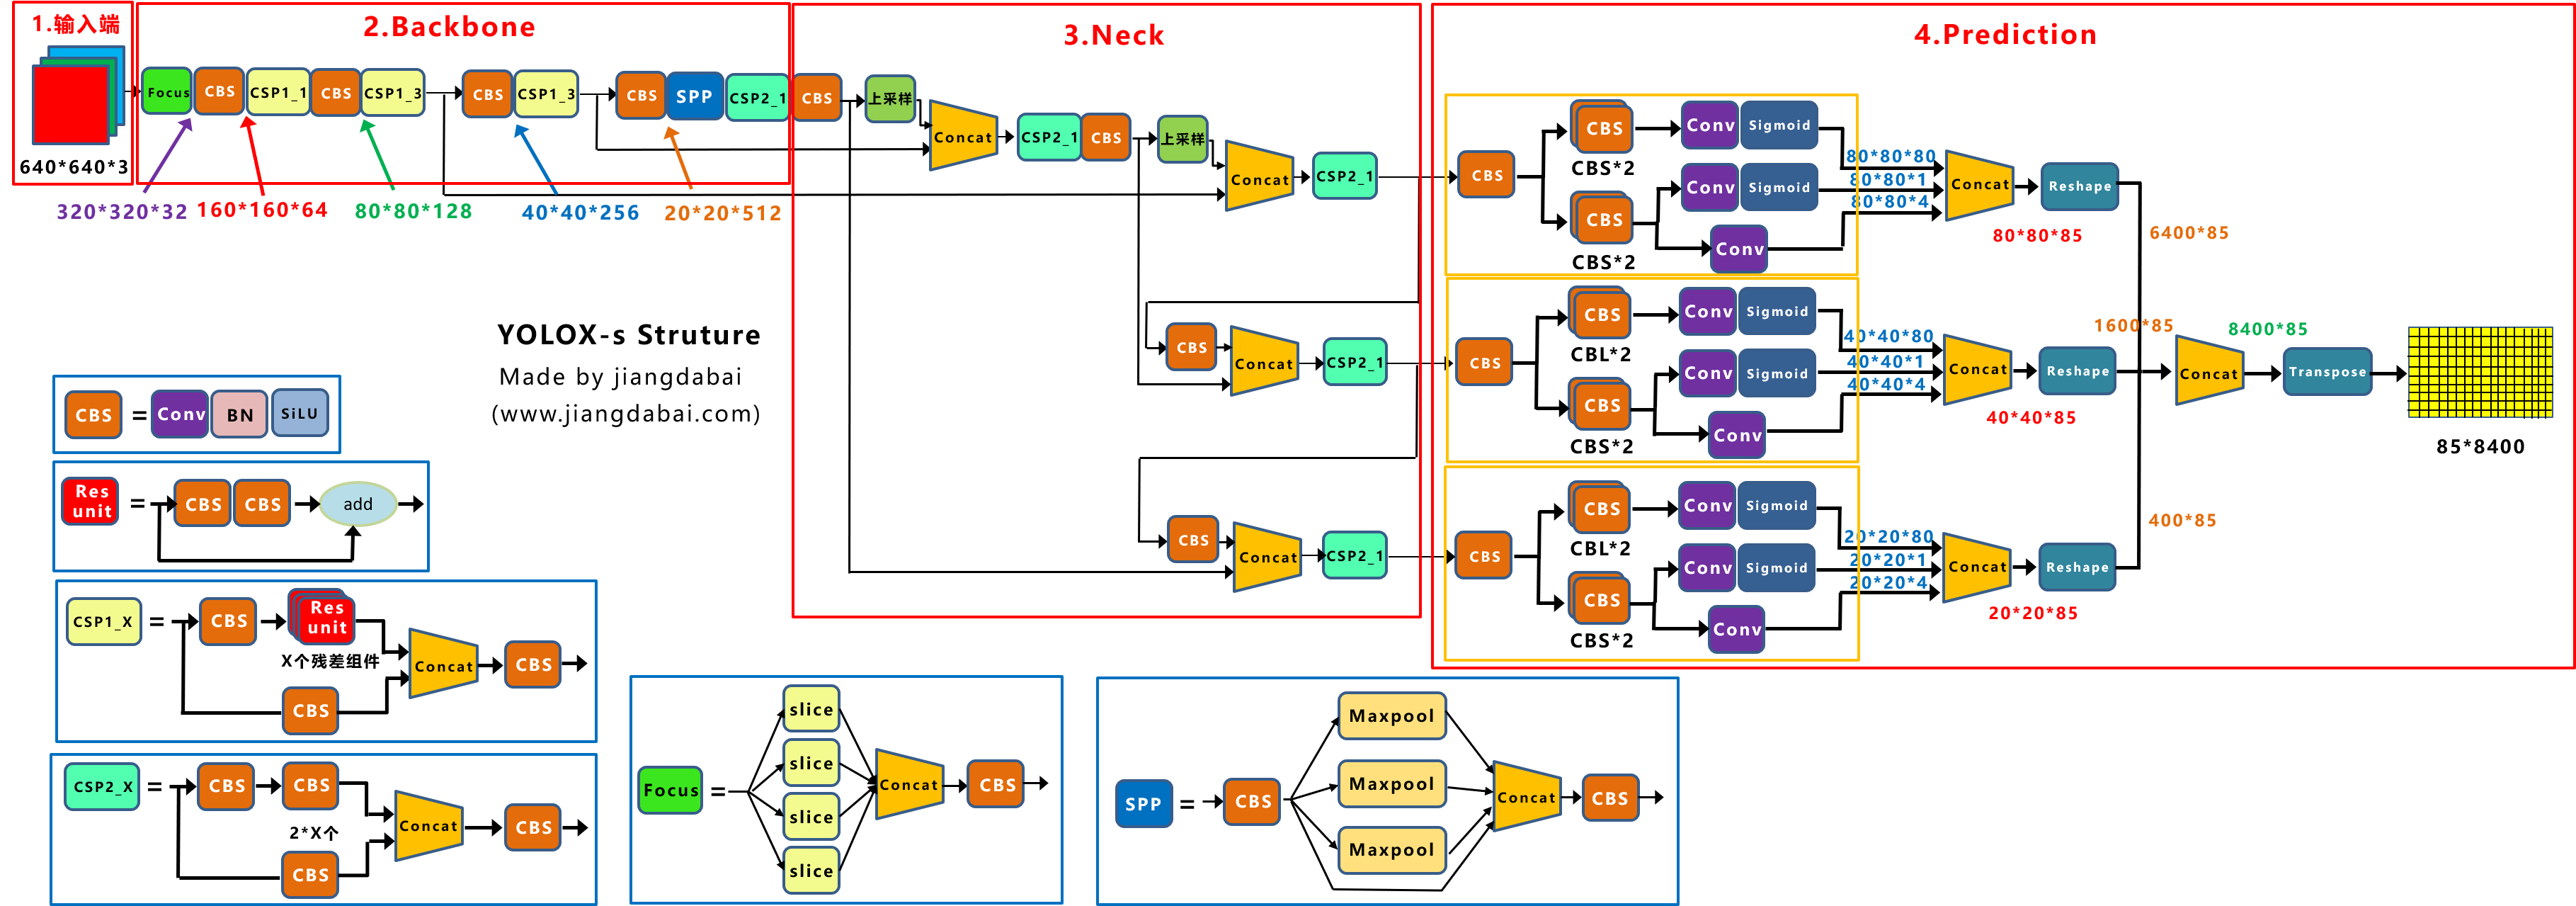 1.输入端
640*640*3
2.Backbone
Focus
CBS
CSP1_1
CBS
CSP1_3
CBS
CSP1_3
CBS
SPP
CSP2_1
320*320*32
160*160*64
80*80*128
40*40*256
20*20*512
3.Neck
CBS
上采样
Concat
CSP2_1
CBS
上采样
Concat
CSP2_1
CBS
Concat
CSP2_1
CBS
Concat
CSP2_1
4.Prediction
CBS
CBS
CBS*2
CBS
CBS*2
Conv
Sigmoid
Conv
Sigmoid
Conv
80*80*80
80*80*1
80*80*4
Concat
Reshape
80*80*85
6400*85
CBS
CBS
CBL*2
CBS
CBS*2
Conv
Sigmoid
Conv
Sigmoid
Conv
40*40*80
40*40*1
40*40*4
Concat
Reshape
40*40*85
1600*85
CBS
CBS
CBL*2
CBS
CBS*2
Conv
Sigmoid
Conv
Sigmoid
Conv
20*20*80
20*20*1
20*20*4
Concat
Reshape
20*20*85
400*85
Concat
8400*85
Transpose
85*8400
YOLOX-s Struture
Made by jiangdabai
(www.jiangdabai.com)
CBS = Conv BN SiLU
Res unit = CBS CBS add
CSP1_X = CBS Res unit
X个残差组件
CBS
Concat
CBS
CSP2_X = CBS CBS
2*X个
CBS
Concat
CBS
Focus =
slice
slice
slice
slice
Concat
CBS
SPP = CBS
Maxpool
Maxpool
Maxpool
Concat
CBS